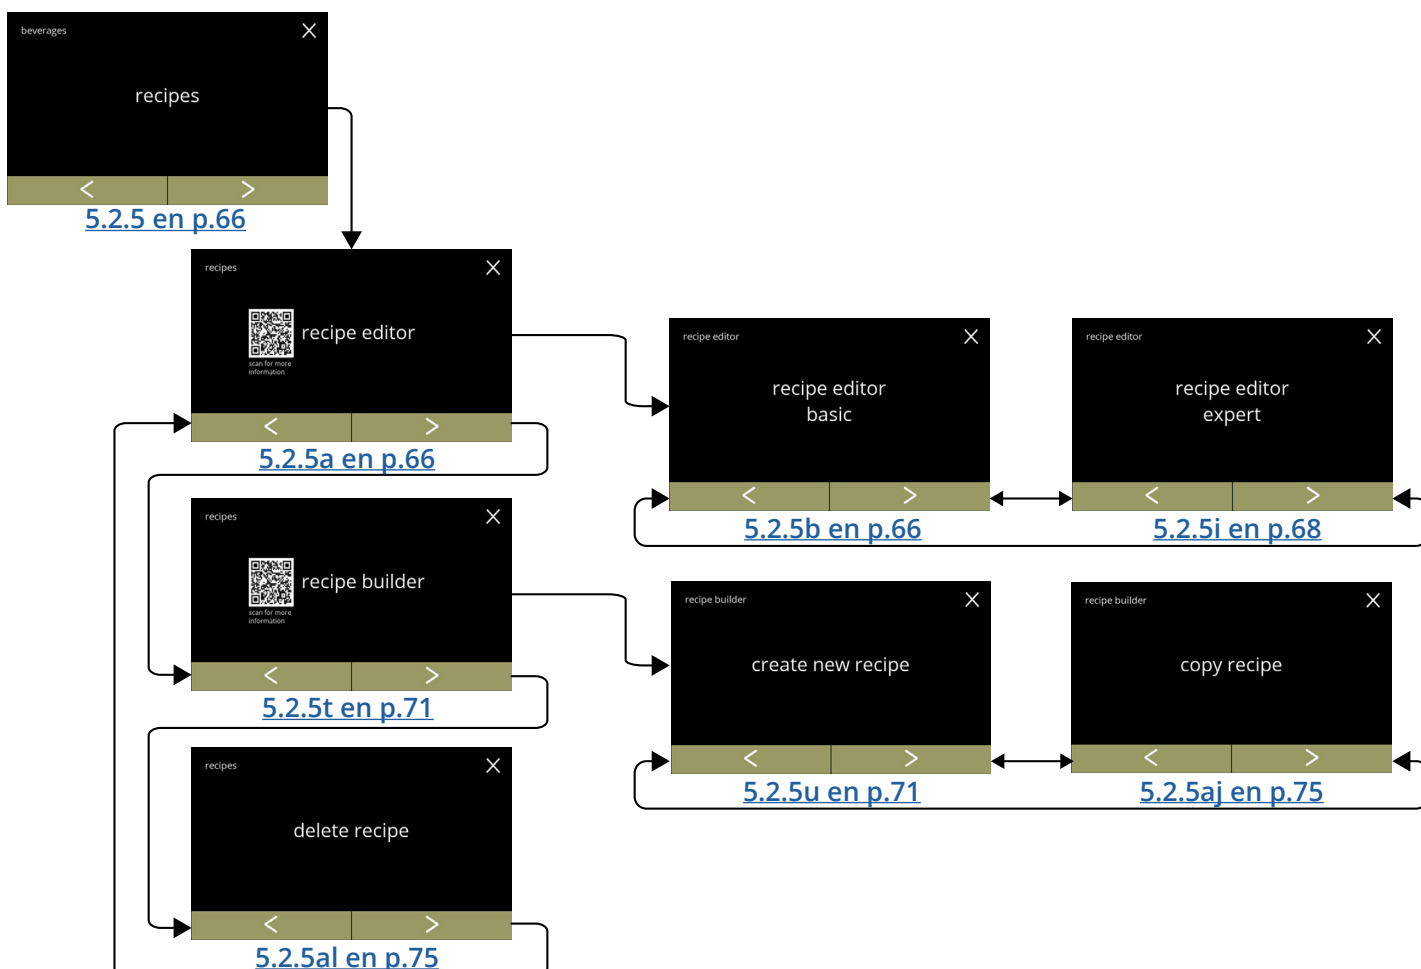 beverages
recipes
5.2.5 en p.66
recipes
recipe editor
scan for more
information
5.2.5a en p.66
recipe editor
recipe editor
basic
5.2.5b en p.66
recipe editor
recipe editor
expert
5.2.5i en p.68
recipes
recipe builder
scan for more
information
5.2.5t en p.71
recipe builder
create new recipe
5.2.5u en p.71
recipe builder
copy recipe
5.2.5aj en p.75
recipes
delete recipe
5.2.5al en p.75